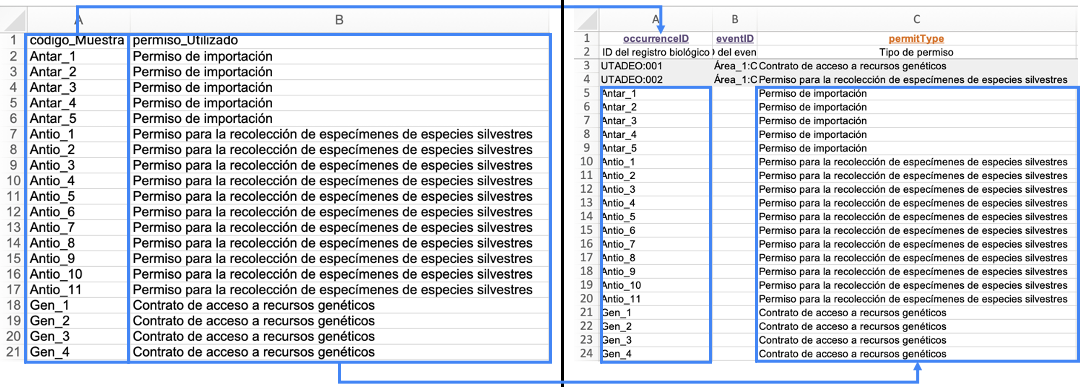 A B
1 código_Muestra permiso_Utilizado
2 Antar_1 Permiso de importación
3 Antar_2 Permiso de importación
4 Antar_3 Permiso de importación
5 Antar_4 Permiso de importación
6 Antar_5 Permiso de importación
7 Antio_1 Permiso para la recolección de especímenes de especies silvestres
8 Antio_2 Permiso para la recolección de especímenes de especies silvestres
9 Antio_3 Permiso para la recolección de especímenes de especies silvestres
10 Antio_4 Permiso para la recolección de especímenes de especies silvestres
11 Antio_5 Permiso para la recolección de especímenes de especies silvestres
12 Antio_6 Permiso para la recolección de especímenes de especies silvestres
13 Antio_7 Permiso para la recolección de especímenes de especies silvestres
14 Antio_8 Permiso para la recolección de especímenes de especies silvestres
15 Antio_9 Permiso para la recolección de especímenes de especies silvestres
16 Antio_10 Permiso para la recolección de especímenes de especies silvestres
17 Antio_11 Permiso para la recolección de especímenes de especies silvestres
18 Gen_1 Contrato de acceso a recursos genéticos
19 Gen_2 Contrato de acceso a recursos genéticos
20 Gen_3 Contrato de acceso a recursos genéticos
21 Gen_4 Contrato de acceso a recursos genéticos
A B C
1 occurrenceID eventID permitType
2 ID del registro biológico del even Tipo de permiso
3 UTADEO:001 Área_1:C Contrato de acceso a recursos genéticos
4 UTADEO:002 Área_1:C Permiso para la recolección de especímenes de especies silvestres
5 Antar_1 Permiso de importación
6 Antar_2 Permiso de importación
7 Antar_3 Permiso de importación
8 Antar_4 Permiso de importación
9 Antar_5 Permiso de importación
10 Antio_1 Permiso para la recolección de especímenes de especies silvestres
11 Antio_2 Permiso para la recolección de especímenes de especies silvestres
12 Antio_3 Permiso para la recolección de especímenes de especies silvestres
13 Antio_4 Permiso para la recolección de especímenes de especies silvestres
14 Antio_5 Permiso para la recolección de especímenes de especies silvestres
15 Antio_6 Permiso para la recolección de especímenes de especies silvestres
16 Antio_7 Permiso para la recolección de especímenes de especies silvestres
17 Antio_8 Permiso para la recolección de especímenes de especies silvestres
18 Antio_9 Permiso para la recolección de especímenes de especies silvestres
19 Antio_10 Permiso para la recolección de especímenes de especies silvestres
20 Antio_11 Permiso para la recolección de especímenes de especies silvestres
21 Gen_1 Contrato de acceso a recursos genéticos
22 Gen_2 Contrato de acceso a recursos genéticos
23 Gen_3 Contrato de acceso a recursos genéticos
24 Gen_4 Contrato de acceso a recursos genéticos